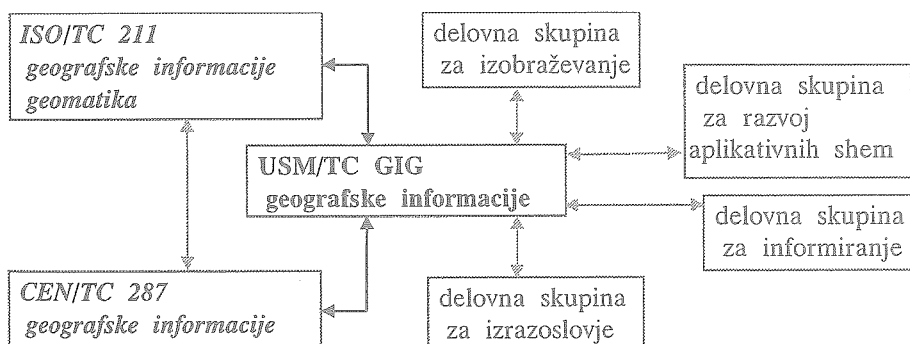 ISO/TC 211
geografske informacije
geomatika
delovna skupina
za izobraževanje
delovna skupina
za razvoj
aplikativnih shem
USM/TC GIG
geografske informacije
delovna skupina
za informiranje
CEN/TC 287
geografske informacije
delovna skupina
za izrazoslovje